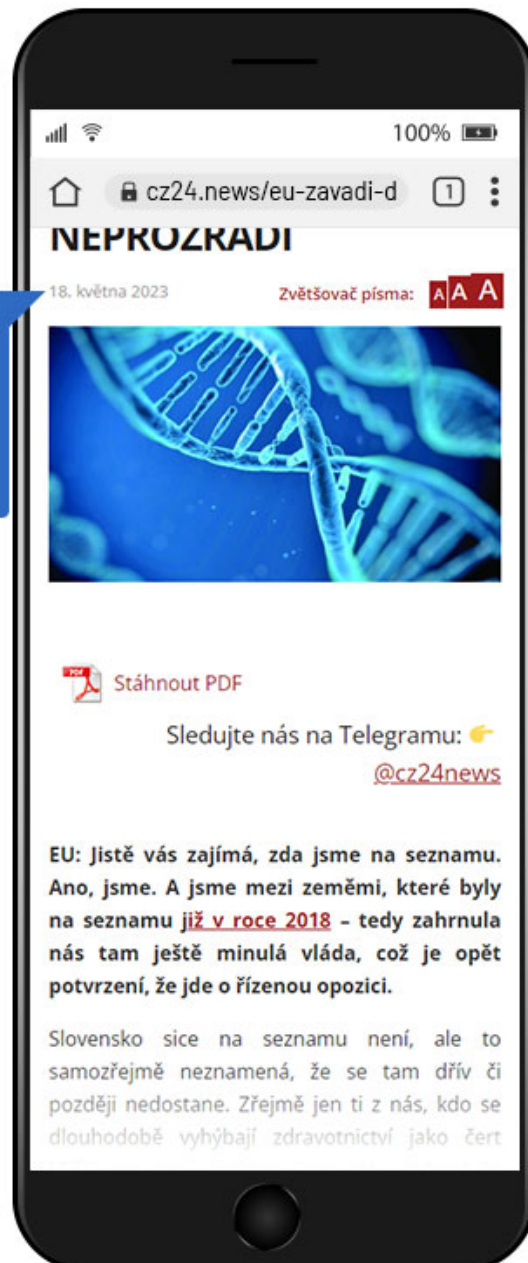 100%
cz24.news/eu-zavadi-d
1
NEPROZRADÍ
18. května 2023
Zvětšovač písma: A A A
PDF
Stáhnout PDF
Sledujte nás na Telegramu: 👉
@cz24news
EU: Jistě vás zajímá, zda jsme na seznamu.
Ano, jsme. A jsme mezi zeměmi, které byly
na seznamu již v roce 2018 – tedy zahrnula
nás tam ještě minulá vláda, což je opět
potvrzení, že jde o řízenou opozici.
Slovensko sice na seznamu není, ale to
samozřejmě neznamená, že se tam dřív či
později nedostane. Zřejmě jen ti z nás, kdo se
dlouhodobě vyhýbají zdravotnictví jako čert